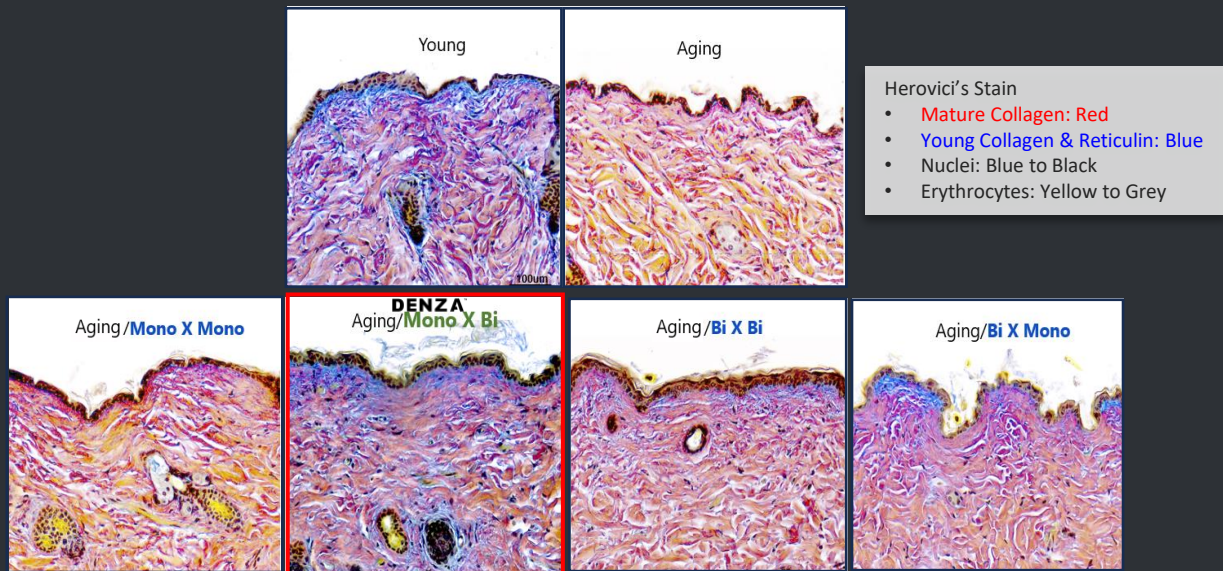 Young
Aging
100um
Herovici's Stain
• Mature Collagen: Red
• Young Collagen & Reticulin: Blue
• Nuclei: Blue to Black
• Erythrocytes: Yellow to Grey
Aging/Mono X Mono
DENZA™
Aging/Mono X Bi
Aging/Bi X Bi
Aging/Bi X Mono